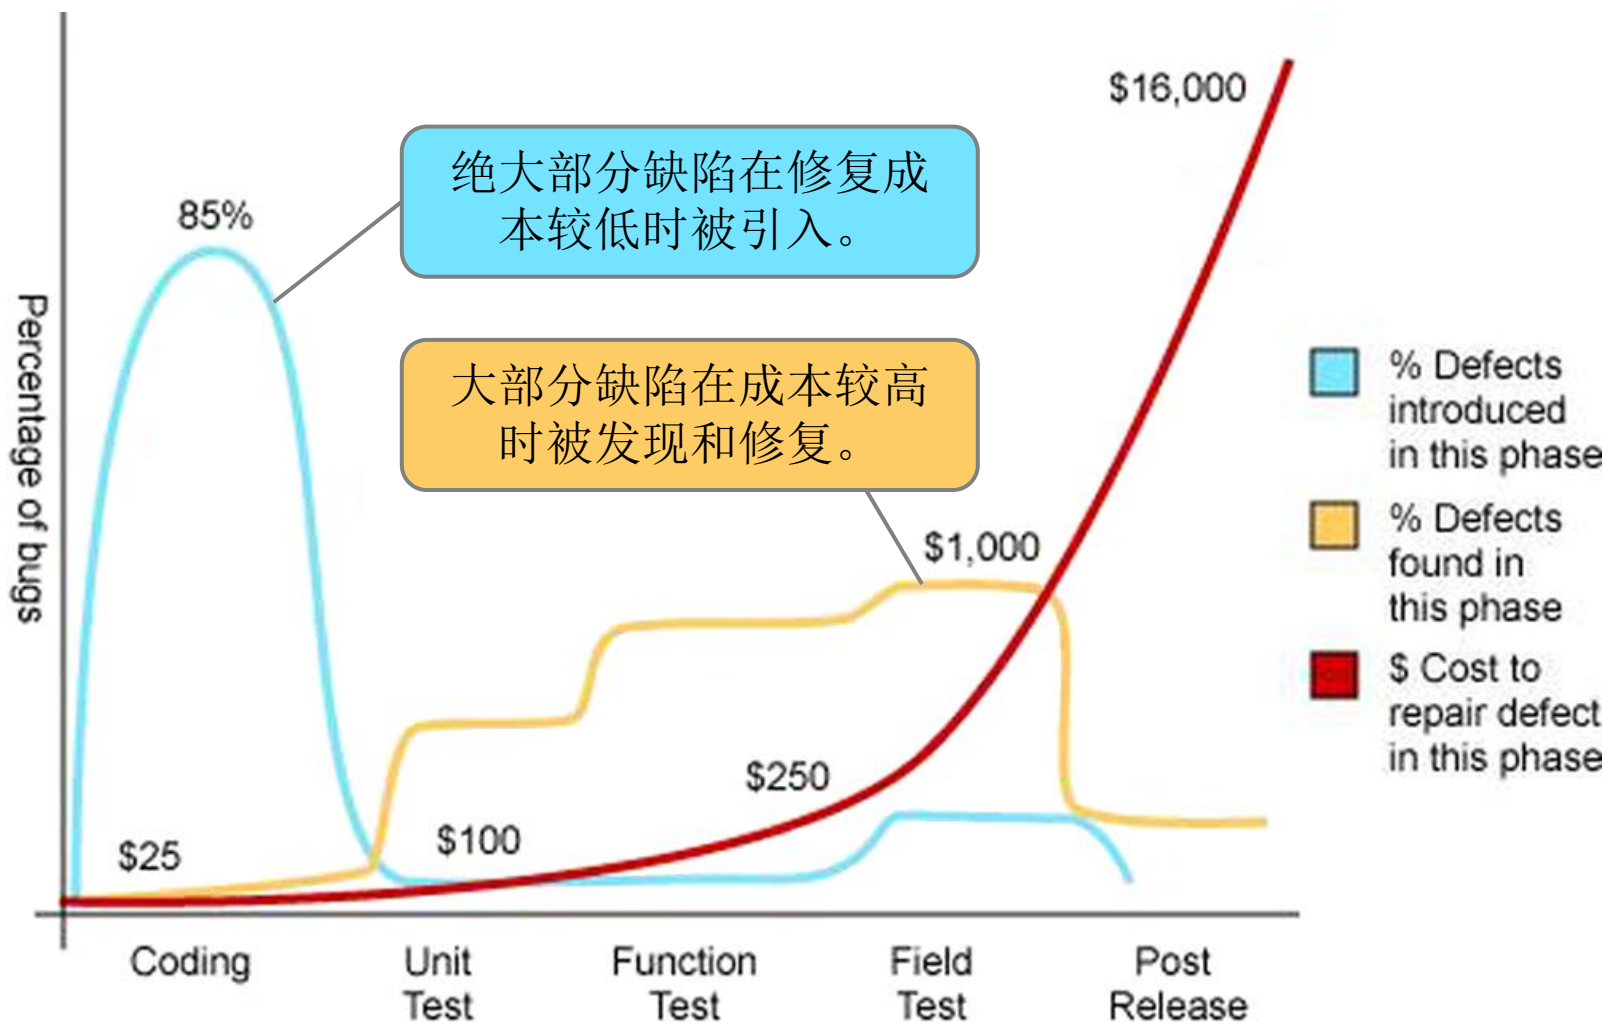 $16,000
绝大部分缺陷在修复成
本较低时被引入。
85%
大部分缺陷在成本较高
时被发现和修复。
Percentage of bugs
% Defects
introduced
in this phase
% Defects
found in
this phase
$ Cost to
repair defect
in this phase
$1,000
$250
$100
$25
Coding
Unit
Test
Function
Test
Field
Test
Post
Release